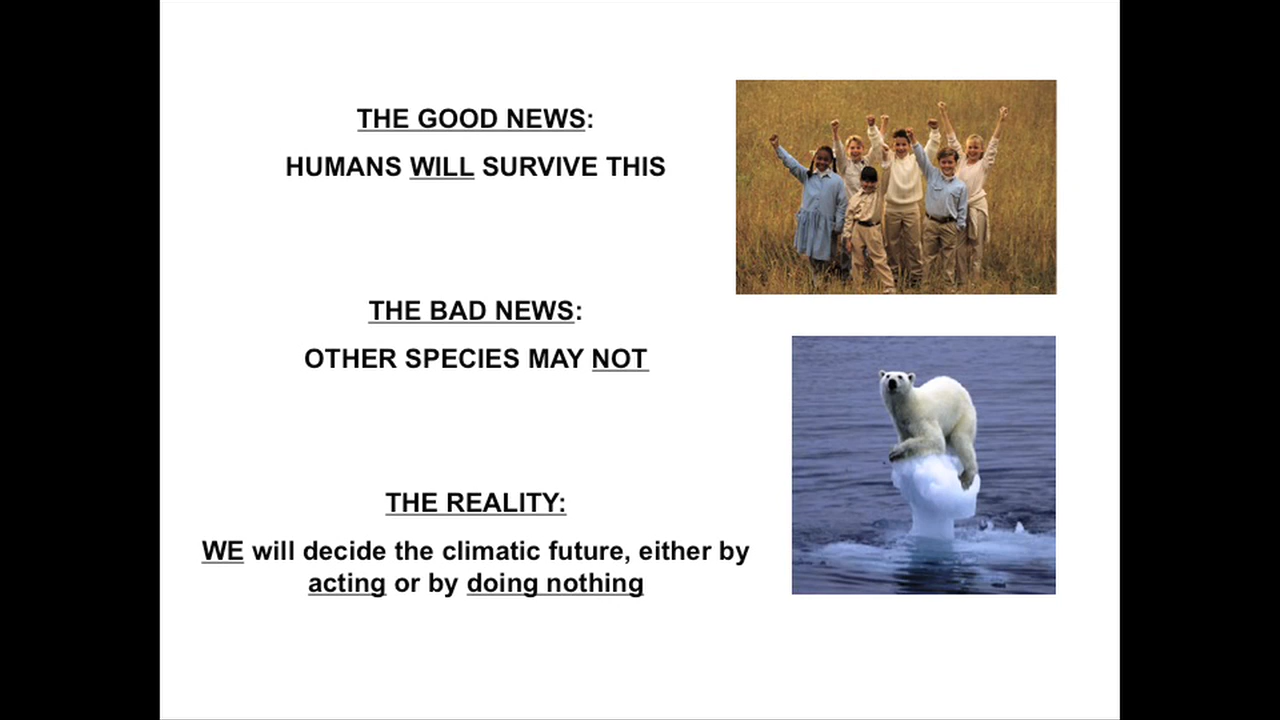 THE GOOD NEWS:
HUMANS WILL SURVIVE THIS
THE BAD NEWS:
OTHER SPECIES MAY NOT
THE REALITY:
WE will decide the climatic future, either by
acting or by doing nothing